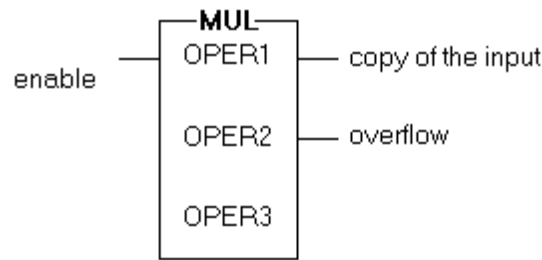 MUL
OPER1
copy of the input
enable
OPER2
overflow
OPER3